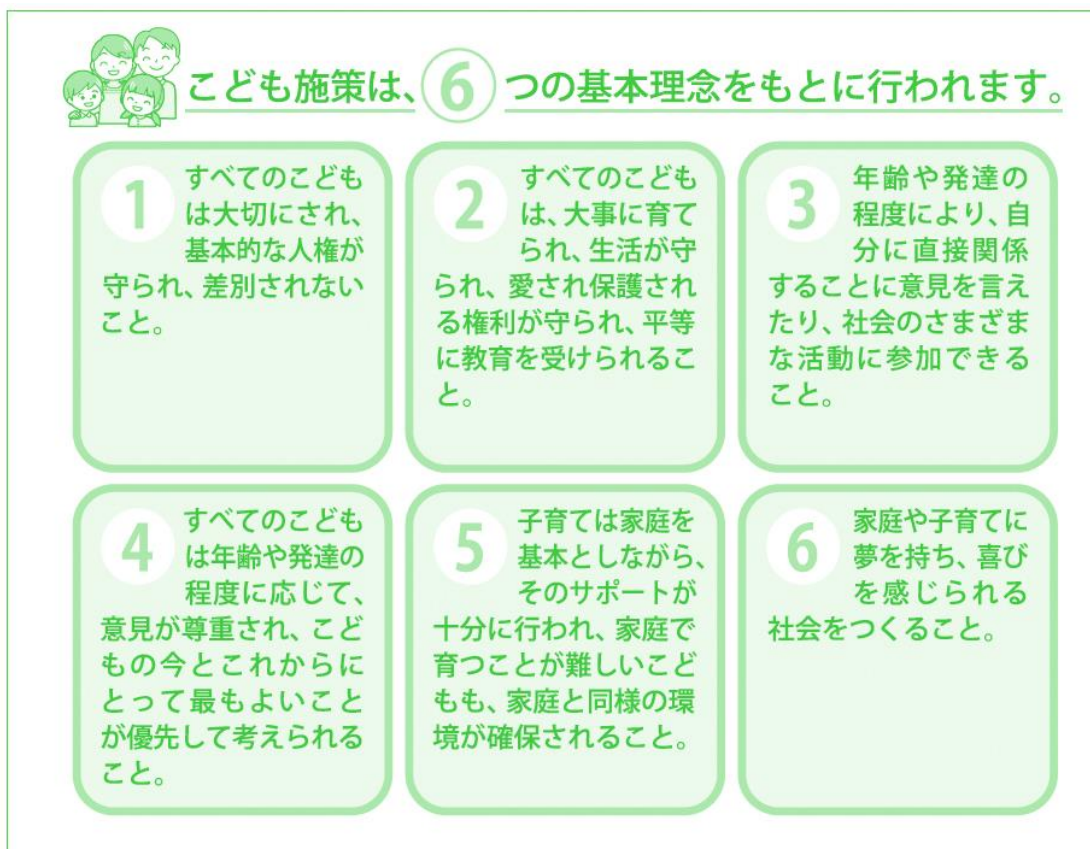 こども施策は、6つの基本理念をもとに行われます。
1
すべてのこども
は大切にされ、
基本的な人権が
守られ、差別されない
こと。
2
すべてのこども
は、大事に育て
られ、生活が守
られ、愛され保護され
る権利が守られ、平等
に教育を受けられるこ
と。
3
年齢や発達の
程度により、自
分に直接関係
することに意見を言え
たり、社会のさまざま
な活動に参加できる
こと。
4
すべてのこども
は年齢や発達の
程度に応じて、
意見が尊重され、こど
もの今とこれからに
とって最もよいこと
が優先して考えられる
こと。
5
子育ては家庭を
基本としながら、
そのサポートが
十分に行われ、家庭で
育つことが難しいこど
もも、家庭と同様の環
境が確保されること。
6
家庭や子育てに
夢を持ち、喜び
を感じられる
社会をつくること。